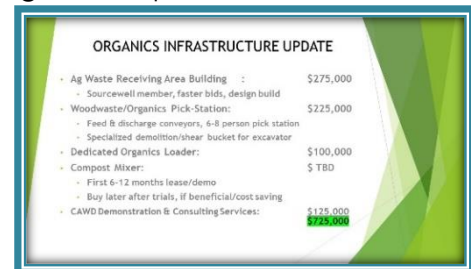 ORGANICS INFRASTRUCTURE UPDATE
Ag Waste Receiving Area Building : $275,000
Sourcewell member, faster bids, design build
Woodwaste/Organics Pick-Station: $225,000
Feed & discharge conveyors, 6-8 person pick station
Specialized demolition/shear bucket for excavator
Dedicated Organics Loader: $100,000
Compost Mixer: $ TBD
First 6-12 months lease/demo
Buy later after trials, if beneficial/cost saving
CAWD Demonstration & Consulting Services: $125,000
$725,000